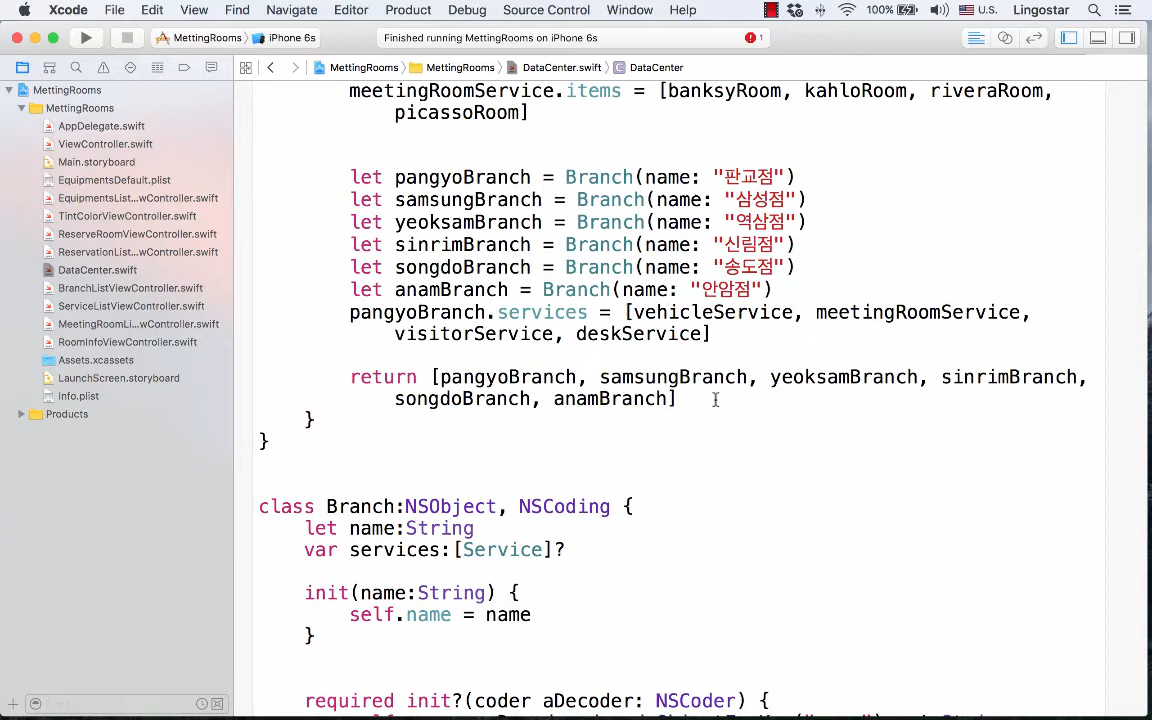 Xcode File Edit View Find Navigate Editor Product Debug Source Control Window Help 100% U.S. Lingostar
MettingRooms iPhone 6s Finished running MettingRooms on iPhone 6s 1
MettingRooms MettingRooms DataCenter.swift DataCenter
MettingRooms
MettingRooms
AppDelegate.swift
ViewController.swift
Main.storyboard
EquipmentsDefault.plist
EquipmentsList...wController.swift
TintColorViewController.swift
ReserveRoomViewController.swift
ReservationList...wController.swift
DataCenter.swift
BranchListViewController.swift
ServiceListViewController.swift
MeetingRoomLi...wController.swift
RoomInfoViewController.swift
Assets.xcassets
LaunchScreen.storyboard
Info.plist
Products
meetingRoomService.items = [banksyRoom, kahloRoom, riveraRoom,
picassoRoom]
let pangyoBranch = Branch(name: "판교점")
let samsungBranch = Branch(name: "삼성점")
let yeoksamBranch = Branch(name: "역삼점")
let sinrimBranch = Branch(name: "신림점")
let songdoBranch = Branch(name: "송도점")
let anamBranch = Branch(name: "안암점")
pangyoBranch.services = [vehicleService, meetingRoomService,
visitorService, deskService]
return [pangyoBranch, samsungBranch, yeoksamBranch, sinrimBranch,
songdoBranch, anamBranch]
}
}
class Branch:NSObject, NSCoding {
let name:String
var services:[Service]?
init(name:String) {
self.name = name
}
required init?(coder aDecoder: NSCoder) {